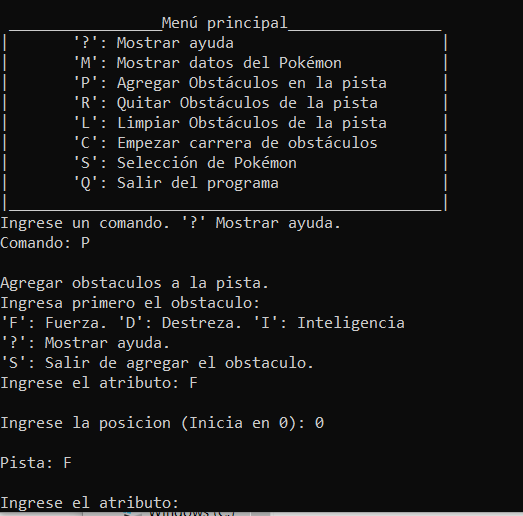 _________________Menú principal_________________
|       '?': Mostrar ayuda                       |
|       'M': Mostrar datos del Pokémon           |
|       'P': Agregar Obstáculos en la pista      |
|       'R': Quitar Obstáculos de la pista       |
|       'L': Limpiar Obstáculos de la pista      |
|       'C': Empezar carrera de obstáculos       |
|       'S': Selección de Pokémon                |
|       'Q': Salir del programa                  |
|________________________________________________|
Ingrese un comando. '?' Mostrar ayuda.
Comando: P
Agregar obstaculos a la pista.
Ingresa primero el obstaculo:
'F': Fuerza. 'D': Destreza. 'I': Inteligencia
'?': Mostrar ayuda.
'S': Salir de agregar el obstaculo.
Ingrese el atributo: F
Ingrese la posicion (Inicia en 0): 0
Pista: F
Ingrese el atributo: